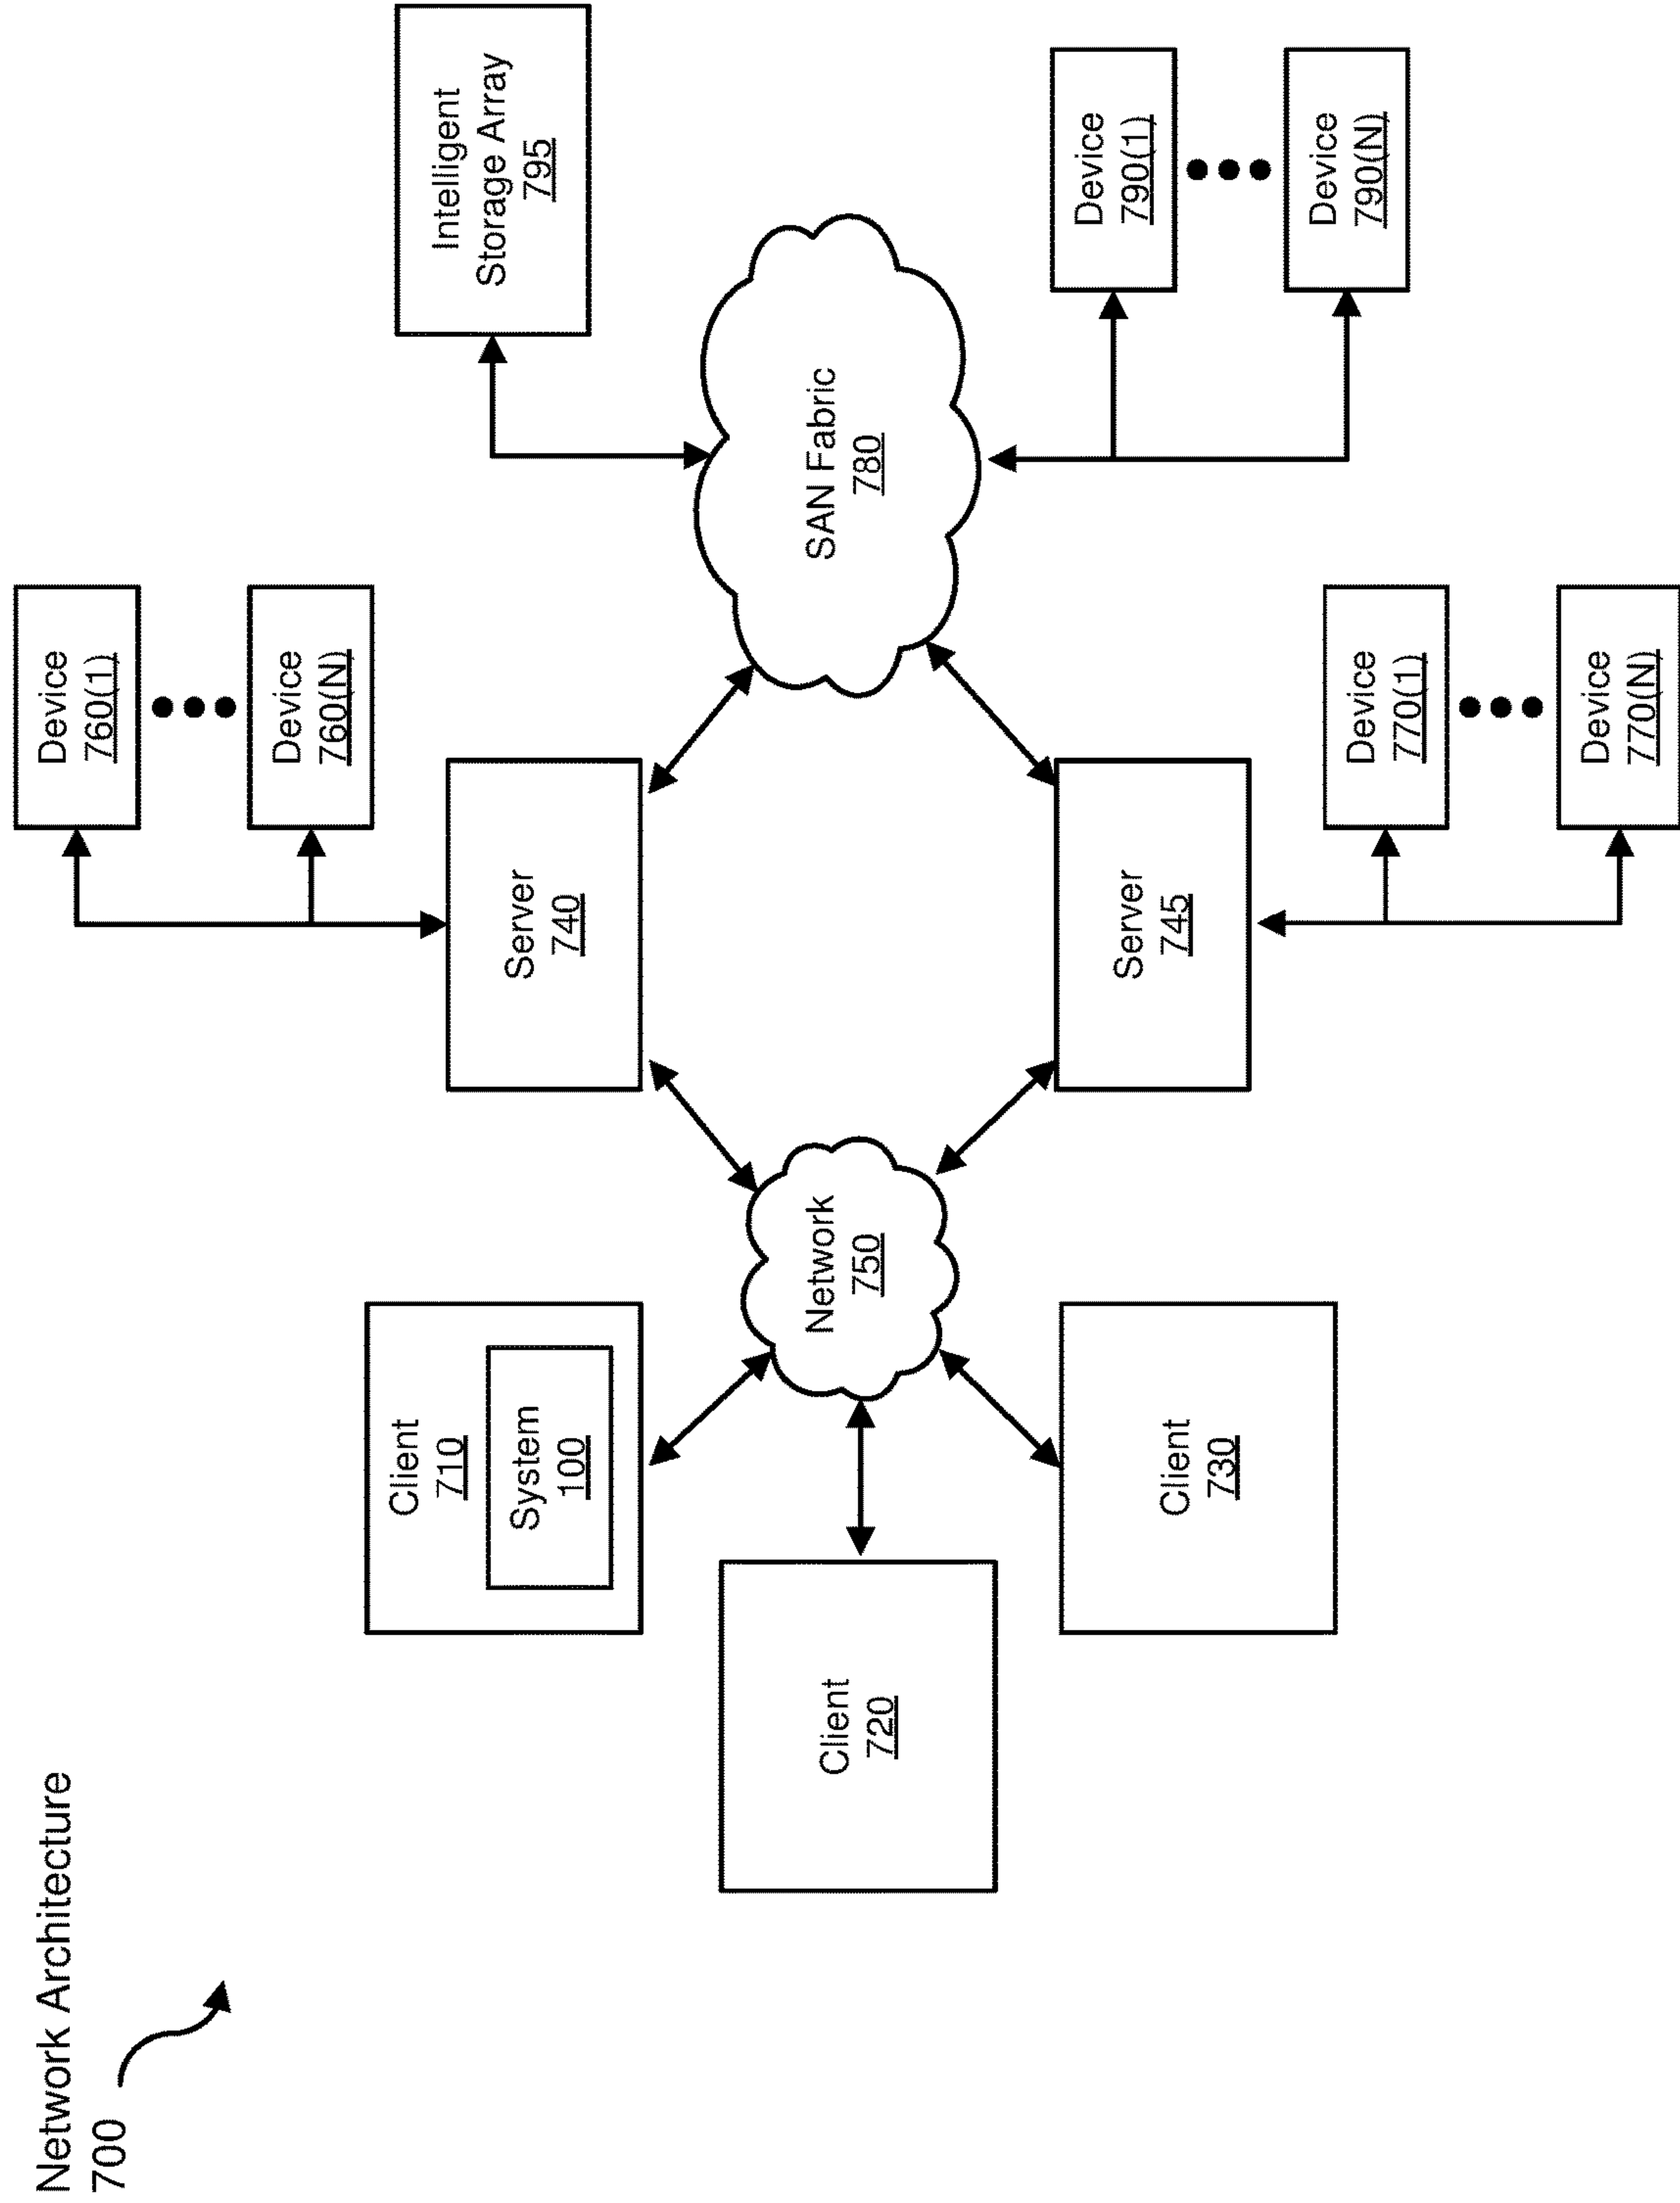 Network Architecture
700
Device
760(1)
Device
760(N)
Intelligent
Storage Array
795
Client
710
System
100
Server
740
Client
720
Network
750
SAN Fabric
780
Client
730
Server
745
Device
790(1)
Device
790(N)
Device
770(1)
Device
770(N)